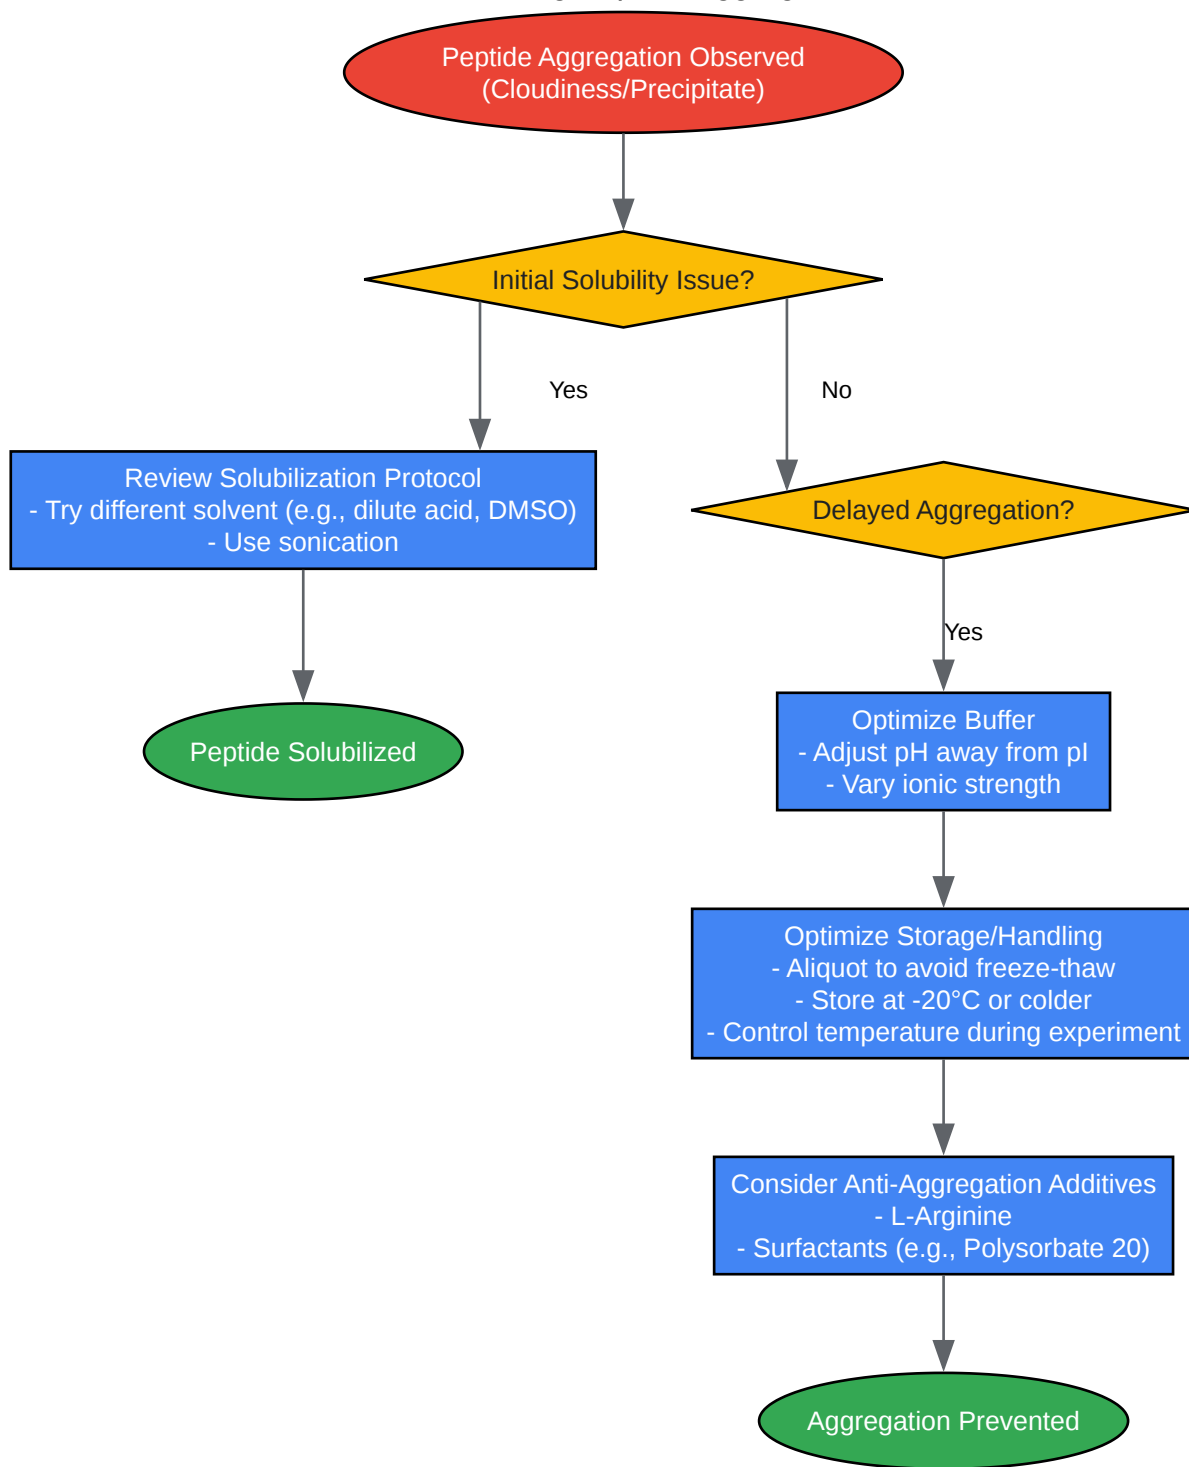 Peptide Aggregation Observed
(Cloudiness/Precipitate)
Initial Solubility Issue?
Yes
No
Review Solubilization Protocol
- Try different solvent (e.g., dilute acid, DMSO)
- Use sonication
Delayed Aggregation?
Yes
Peptide Solubilized
Optimize Buffer
- Adjust pH away from pI
- Vary ionic strength
Optimize Storage/Handling
- Aliquot to avoid freeze-thaw
- Store at -20°C or colder
- Control temperature during experiment
Consider Anti-Aggregation Additives
- L-Arginine
- Surfactants (e.g., Polysorbate 20)
Aggregation Prevented